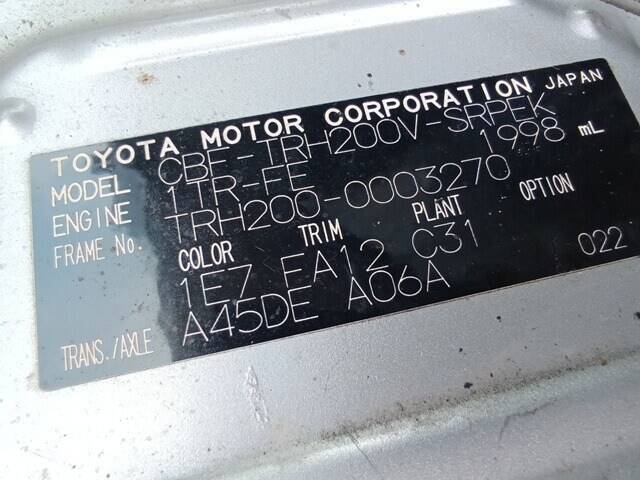 TOYOTA MOTOR CORPORATION JAPAN
MODEL CBF-TRH200V-SRPEK
ENGINE 1TR-FE 1998 mL
FRAME No. TRH200-0003270
COLOR TRIM PLANT OPTION
1E7 FA12 C31 022
TRANS./AXLE A45DE A06A